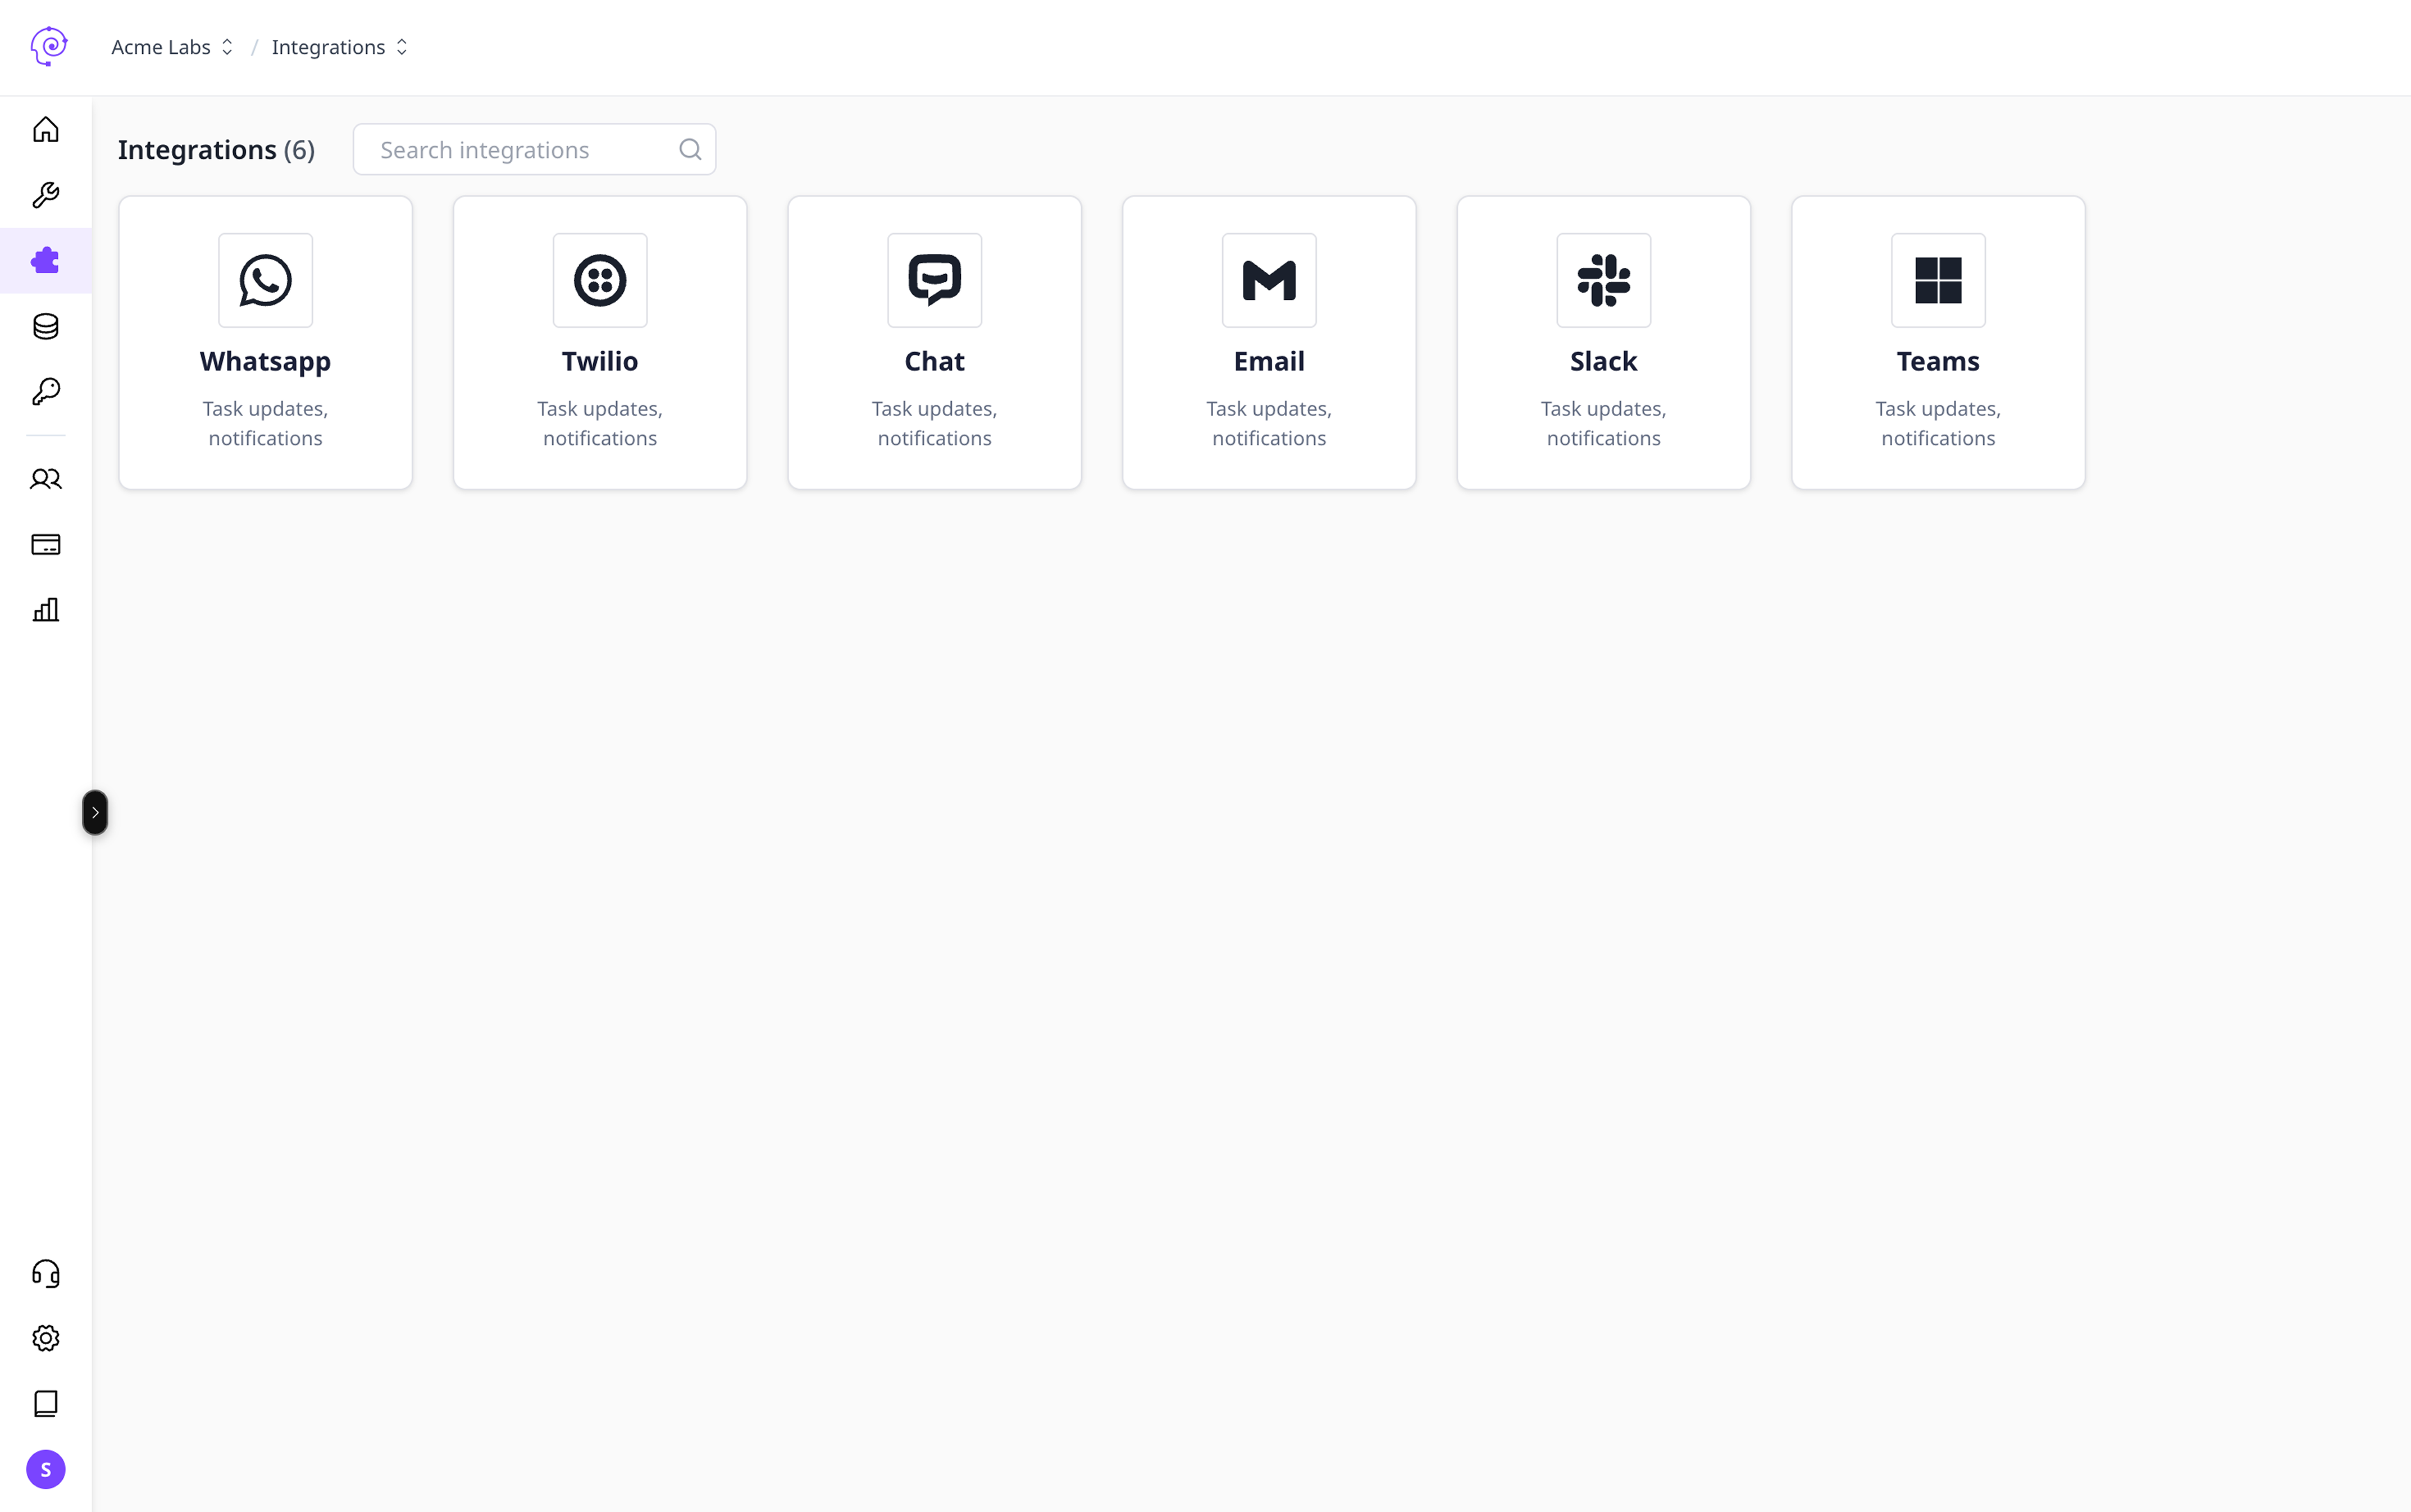 Acme Labs / Integrations
Integrations (6)
Search integrations
Whatsapp
Task updates,
notifications
Twilio
Task updates,
notifications
Chat
Task updates,
notifications
Email
Task updates,
notifications
Slack
Task updates,
notifications
Teams
Task updates,
notifications
S